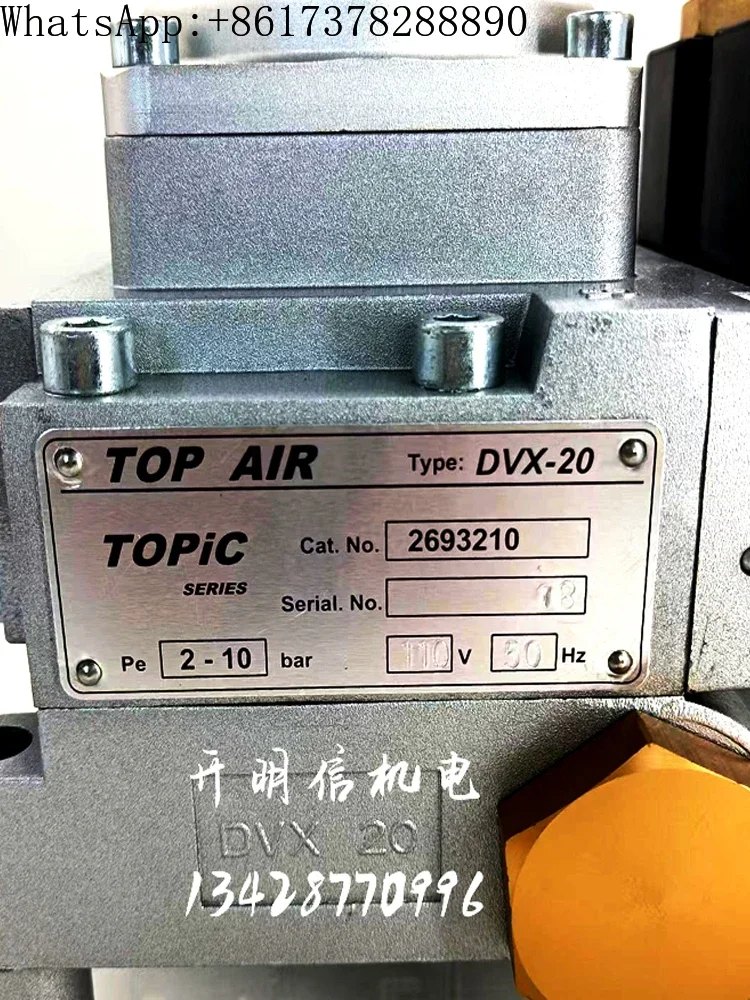 WhatsApp:+8617378288890
TOP AIR Type: DVX-20
TOPiC Cat. No. 2693210
SERIES
Serial. No. 78
Pe 2 - 10 bar 110 V 50 Hz
开明信机电
DVX 20
13428770996